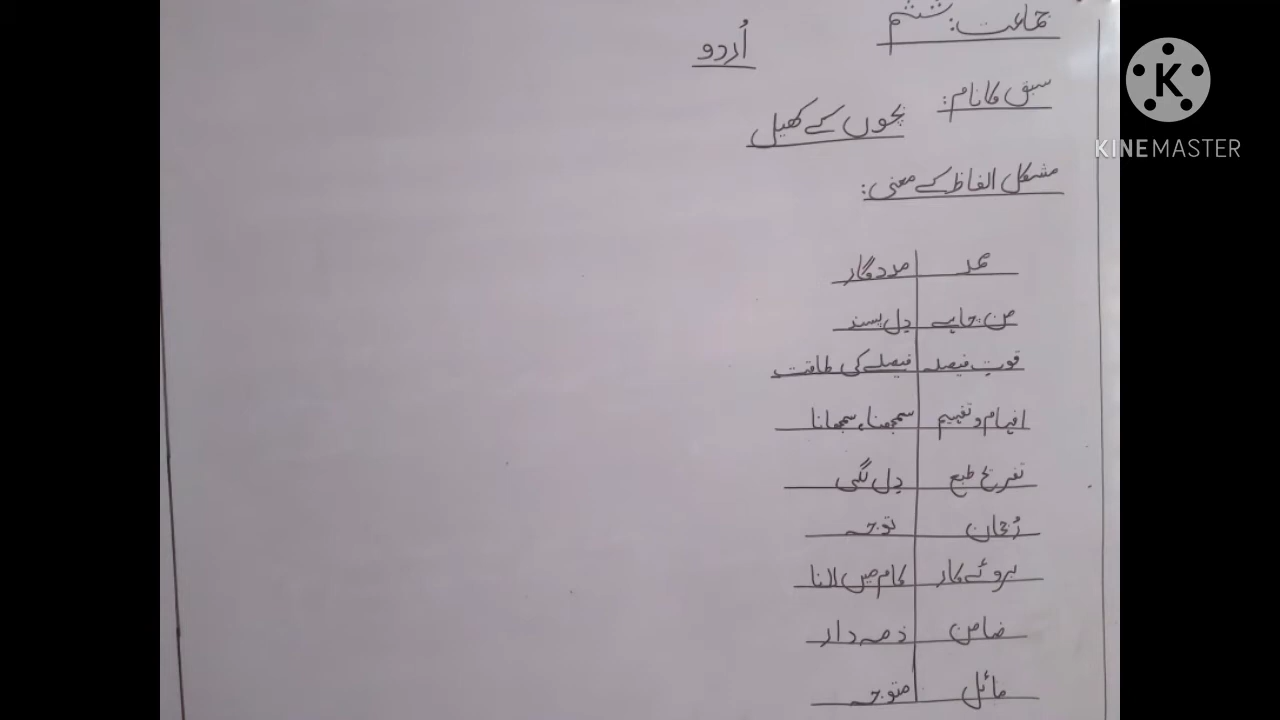 جماعت: ششم
اُردو
سبق کا نام:
بچوں کے کھیل
مشکل الفاظ کے معنی:
مددگار
من چاہے دل پسند
قوتِ فیصلہ فیصلے کی طاقت
افہام و تفہیم سمجھنا، سمجھانا
تفریح طبع دِل لگی
رُجحان توجہ
بروئے کار کام میں لانا
ضامن ذمہ دار
مائل متوجہ
K
KINEMASTER